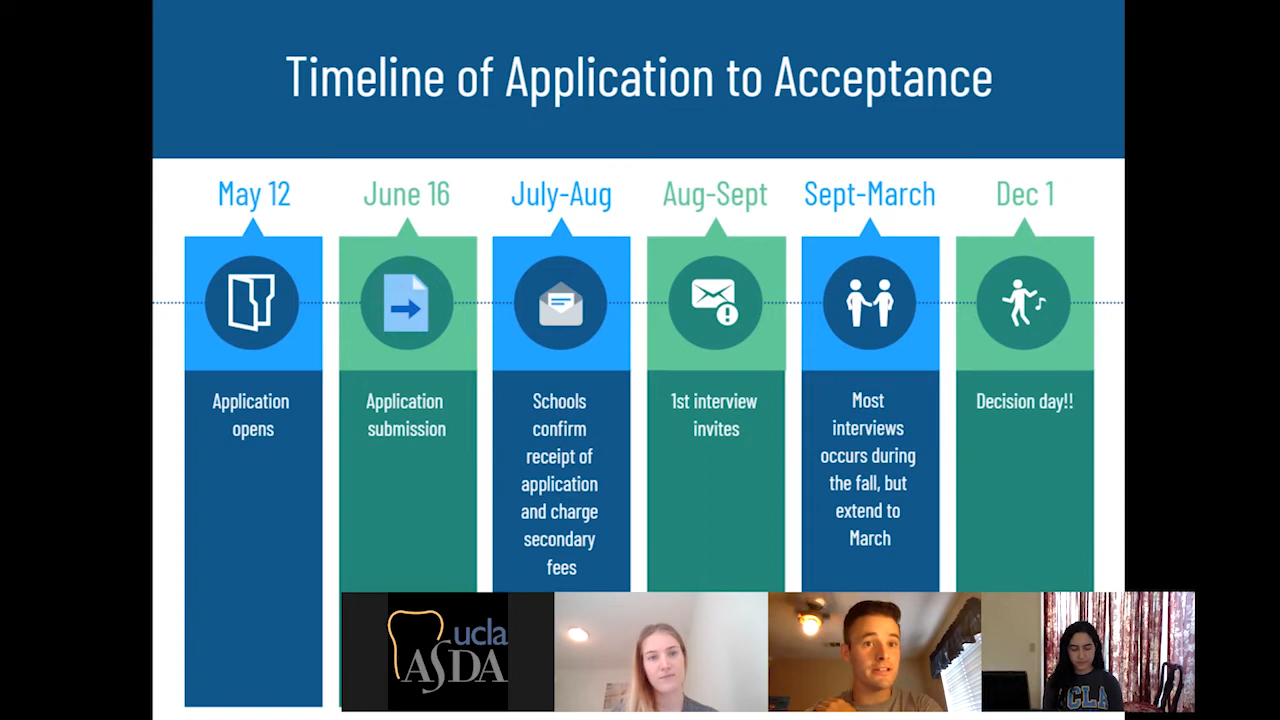 Timeline of Application to Acceptance
May 12
June 16
July-Aug
Aug-Sept
Sept-March
Dec 1
Application
opens
Application
submission
Schools
confirm
receipt of
application
and charge
secondary
fees
1st interview
invites
Most
interviews
occurs during
the fall, but
extend to
March
Decision day!!
ucla
ASDA
UCLA